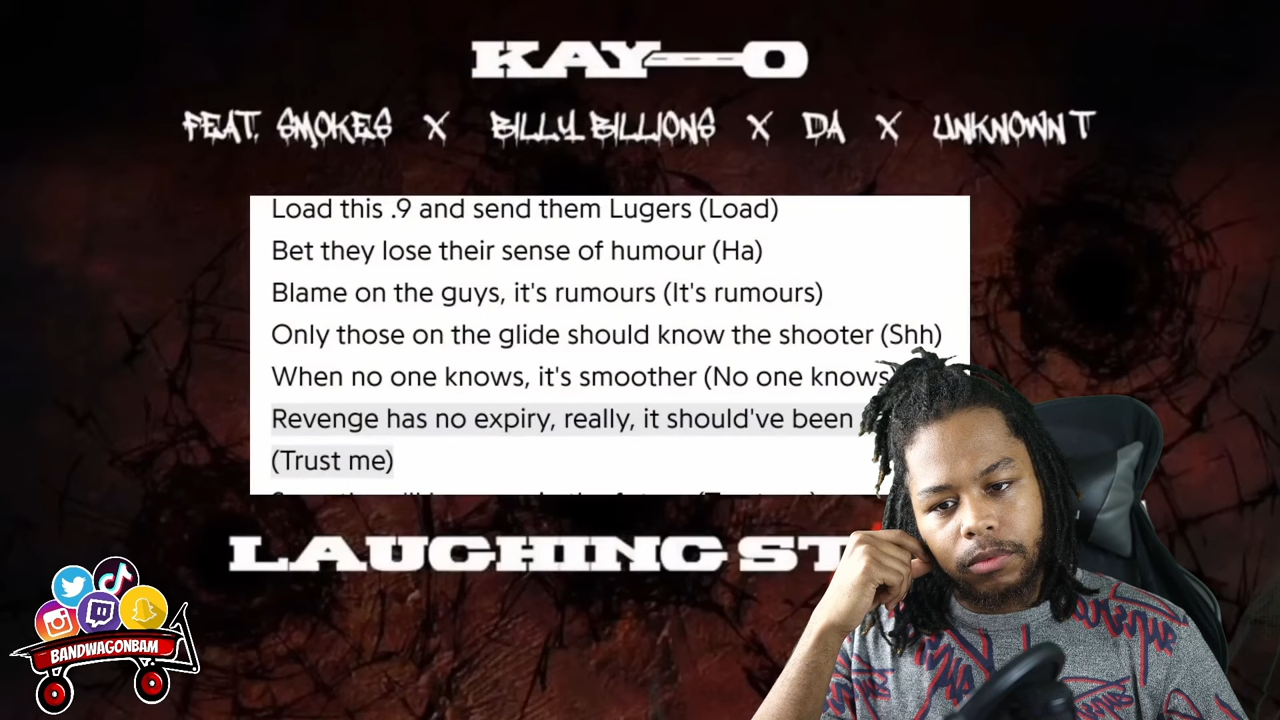 KAY-O
FEAT. SMOKES X BILLY BILLIONS X DA X UNKNOWN T
Load this .9 and send them Lugers (Load)
Bet they lose their sense of humour (Ha)
Blame on the guys, it's rumours (It's rumours)
Only those on the glide should know the shooter (Shh)
When no one knows, it's smoother (No one knows)
Revenge has no expiry, really, it should've been
(Trust me)
LAUGHING ST
BANDWAGONBAM